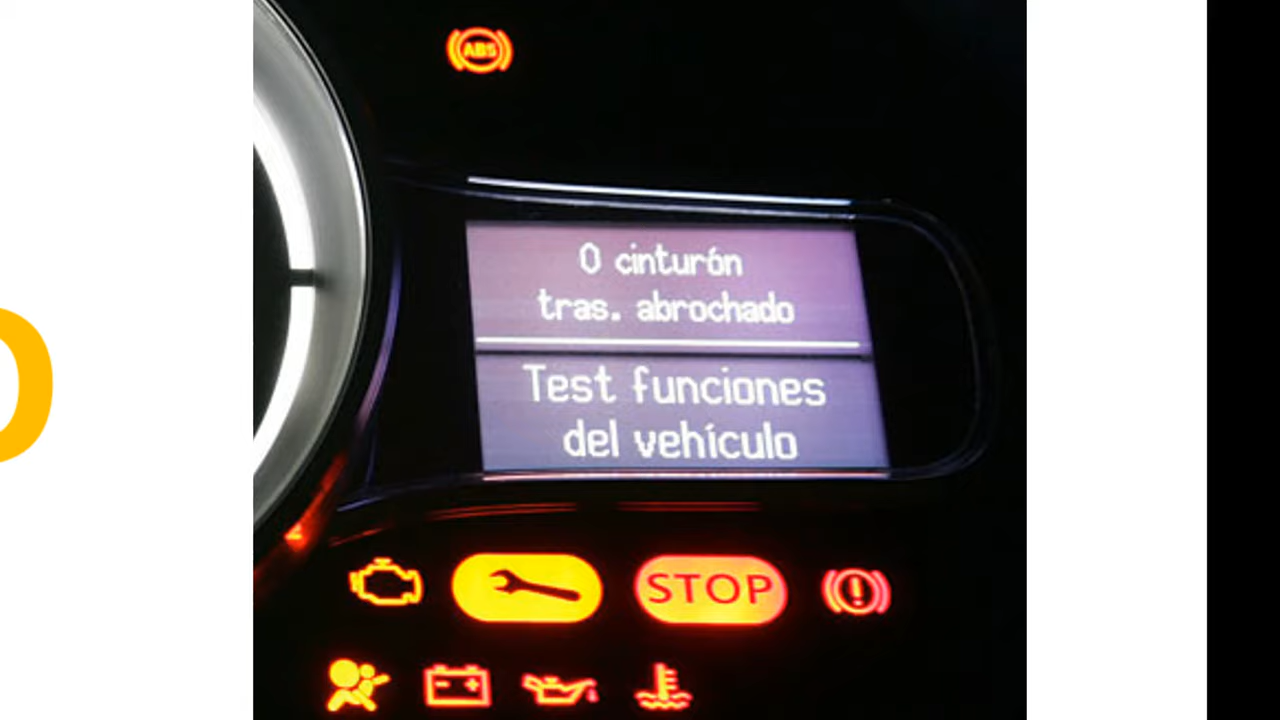 ABS
0 cinturón
tras. abrochado
Test funciones
del vehículo
STOP